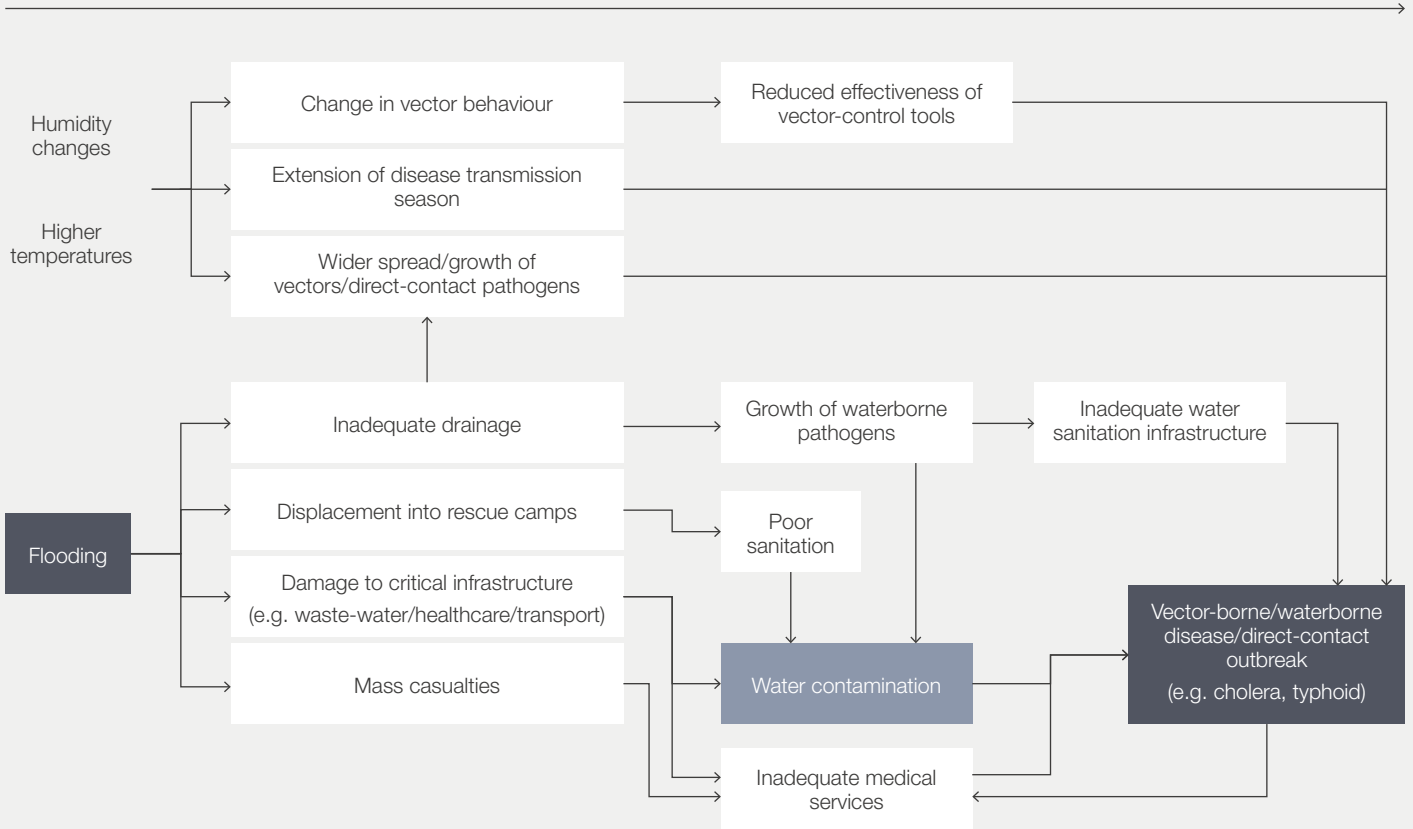 Humidity
changes
Higher
temperatures
Change in vector behaviour
Reduced effectiveness of
vector-control tools
Extension of disease transmission
season
Wider spread/growth of
vectors/direct-contact pathogens
Inadequate drainage
Growth of waterborne
pathogens
Inadequate water
sanitation infrastructure
Flooding
Displacement into rescue camps
Poor
sanitation
Damage to critical infrastructure
(e.g. waste-water/healthcare/transport)
Mass casualties
Water contamination
Inadequate medical
services
Vector-borne/waterborne
disease/direct-contact
outbreak
(e.g. cholera, typhoid)